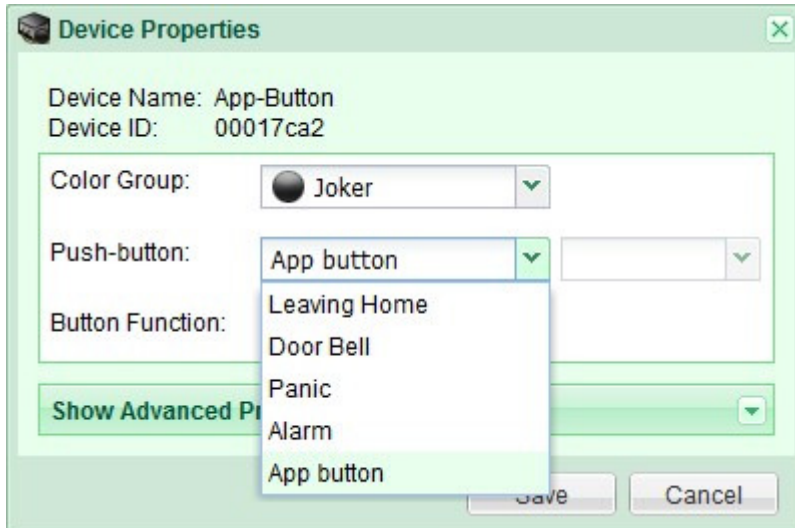 Device Properties
Device Name: App-Button
Device ID: 00017ca2
Color Group: Joker
Push-button: App button
Leaving Home
Button Function:
Door Bell
Panic
Show Advanced
Alarm
App button
Save Cancel